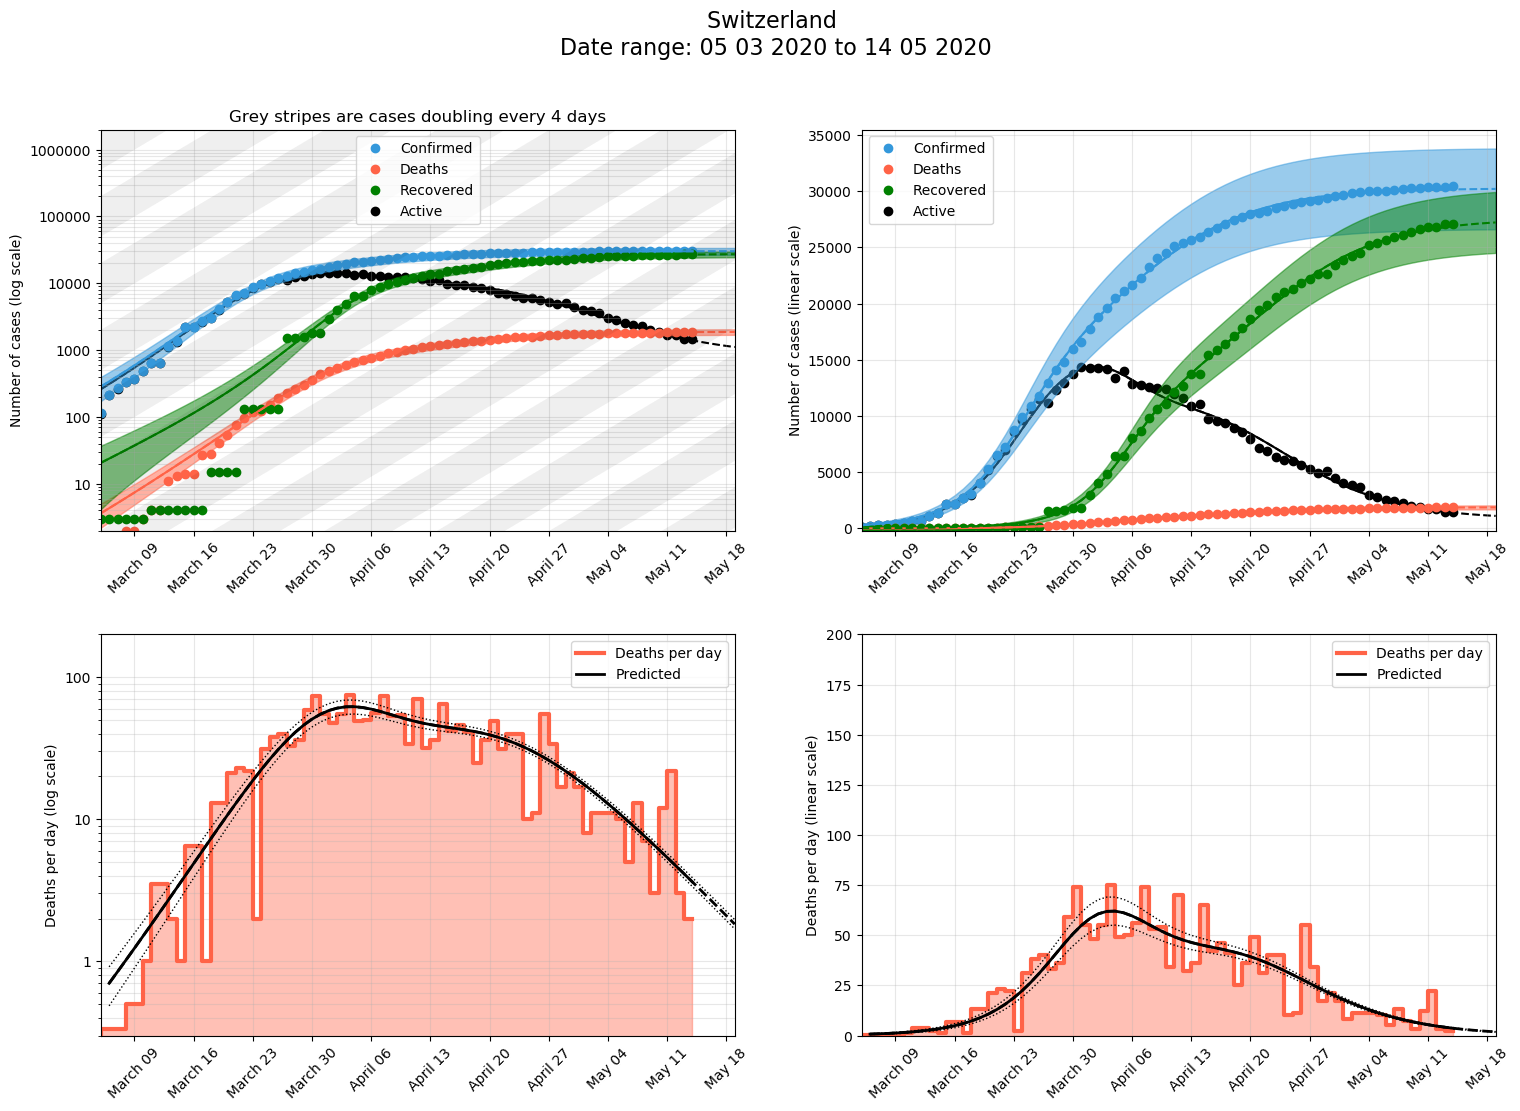 Switzerland
Date range: 05 03 2020 to 14 05 2020
Grey stripes are cases doubling every 4 days
Number of cases (log scale)
1000000
100000
10000
1000
100
10
Confirmed
Deaths
Recovered
Active
March 09
March 16
March 23
March 30
April 06
April 13
April 20
April 27
May 04
May 11
May 18
Number of cases (linear scale)
35000
30000
25000
20000
15000
10000
5000
0
Confirmed
Deaths
Recovered
Active
March 09
March 16
March 23
March 30
April 06
April 13
April 20
April 27
May 04
May 11
May 18
Deaths per day (log scale)
100
10
1
Deaths per day
Predicted
March 09
March 16
March 23
March 30
April 06
April 13
April 20
April 27
May 04
May 11
May 18
Deaths per day (linear scale)
200
175
150
125
100
75
50
25
0
Deaths per day
Predicted
March 09
March 16
March 23
March 30
April 06
April 13
April 20
April 27
May 04
May 11
May 18